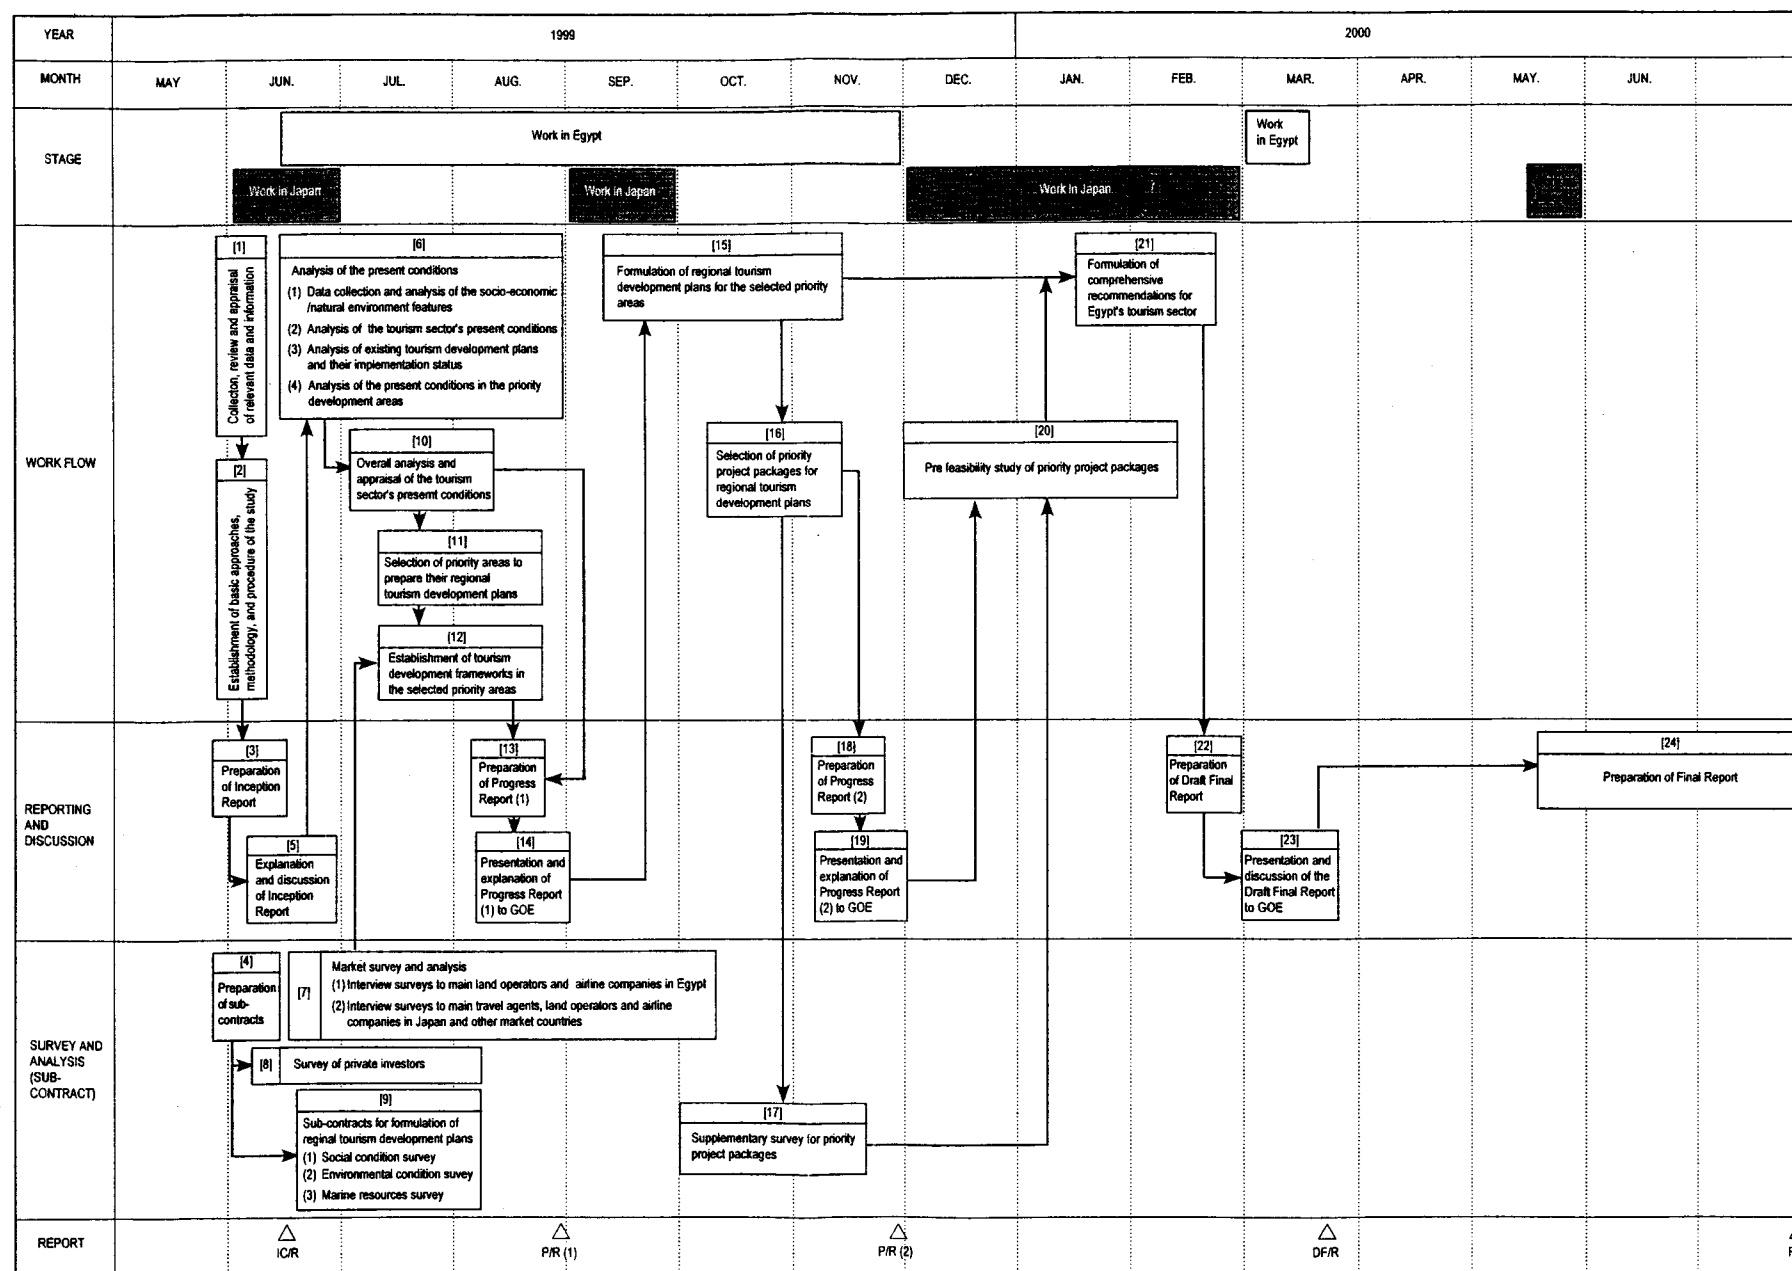 YEAR
1999
2000
MONTH
MAY
JUN.
JUL.
AUG.
SEP.
OCT.
NOV.
DEC.
JAN.
FEB.
MAR.
APR.
MAY.
JUN.
STAGE
Work in Egypt
Work
in Egypt
Work in Japan
Work in Japan
Work in Japan
WORK FLOW
[1]
Collecton, review and appraisal
of relevant data and information
[2]
Establishment of basic approaches,
methodology, and procedure of the study
[6]
Analysis of the present conditions
(1) Data collection and analysis of the socio-economic
/natural environment features
(2) Analysis of the tourism sector's present conditions
(3) Analysis of existing tourism development plans
and their implementation status
(4) Analysis of the present conditions in the priority
development areas
[10]
Overall analysis and
appraisal of the tourism
sector's presemt conditions
[11]
Selection of priority areas to
prepare their regional
tourism development plans
[12]
Establishment of tourism
development frameworks in
the selected priority areas
[15]
Formulation of regional tourism
development plans for the selected priority
areas
[16]
Selection of priority
project packages for
regional tourism
development plans
[20]
Pre feasibility study of priority project packages
[21]
Formulation of
comprehensive
recommendations for
Egypt's tourism sector
REPORTING
AND
DISCUSSION
[3]
Preparation
of Inception
Report
[5]
Explanation
and discussion
of Inception
Report
[13]
Preparation
of Progress
Report (1)
[14]
Presentation and
explanation of
Progress Report
(1) to GOE
[18]
Preparation
of Progress
Report (2)
[19]
Presentation and
explanation of
Progress Report
(2) to GOE
[22]
Preparation
of Draft Final
Report
[23]
Presentation and
discussion of the
Draft Final Report
to GOE
[24]
Preparation of Final Report
SURVEY AND
ANALYSIS
(SUB-
CONTRACT)
[4]
Preparation
of sub-
contracts
[7]
Market survey and analysis
(1) Interview surveys to main land operators and airline companies in Egypt
(2) Interview surveys to main travel agents, land operators and airline
companies in Japan and other market countries
[8] Survey of private investors
[9]
Sub-contracts for formulation of
reginal tourism development plans
(1) Social condition survey
(2) Environmental condition suvey
(3) Marine resources survey
[17]
Supplementary survey for priority
project packages
REPORT
IC/R
P/R (1)
P/R (2)
DF/R